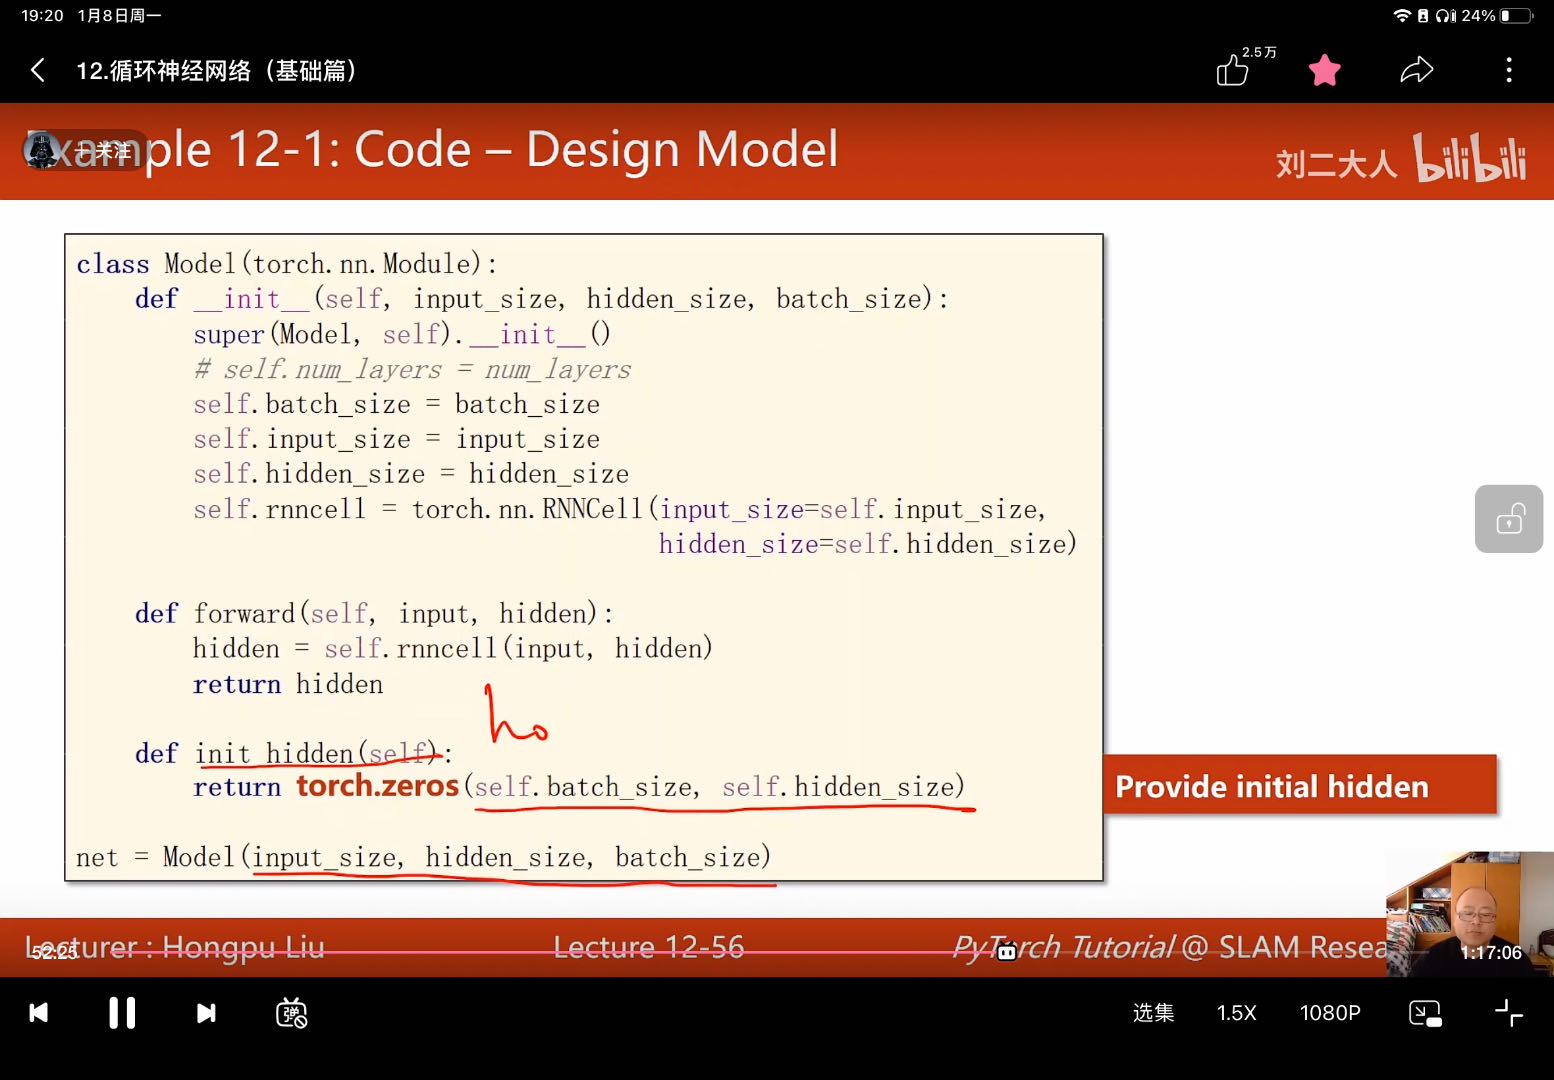 19:20 1月8日周一
24%
12.循环神经网络（基础篇）
2.5万
Example 12-1: Code – Design Model
+ 关注
刘二大人 bilibili
class Model(torch.nn.Module):
def __init__(self, input_size, hidden_size, batch_size):
super(Model, self).__init__()
# self.num_layers = num_layers
self.batch_size = batch_size
self.input_size = input_size
self.hidden_size = hidden_size
self.rnncell = torch.nn.RNNCell(input_size=self.input_size,
hidden_size=self.hidden_size)
def forward(self, input, hidden):
hidden = self.rnncell(input, hidden)
return hidden
h0
def init_hidden(self):
return torch.zeros(self.batch_size, self.hidden_size)
Provide initial hidden
net = Model(input_size, hidden_size, batch_size)
Lecturer : Hongpu Liu
Lecture 12-56
PyTorch Tutorial @ SLAM Resea
52:25
1:17:06
弹
选集
1.5X
1080P